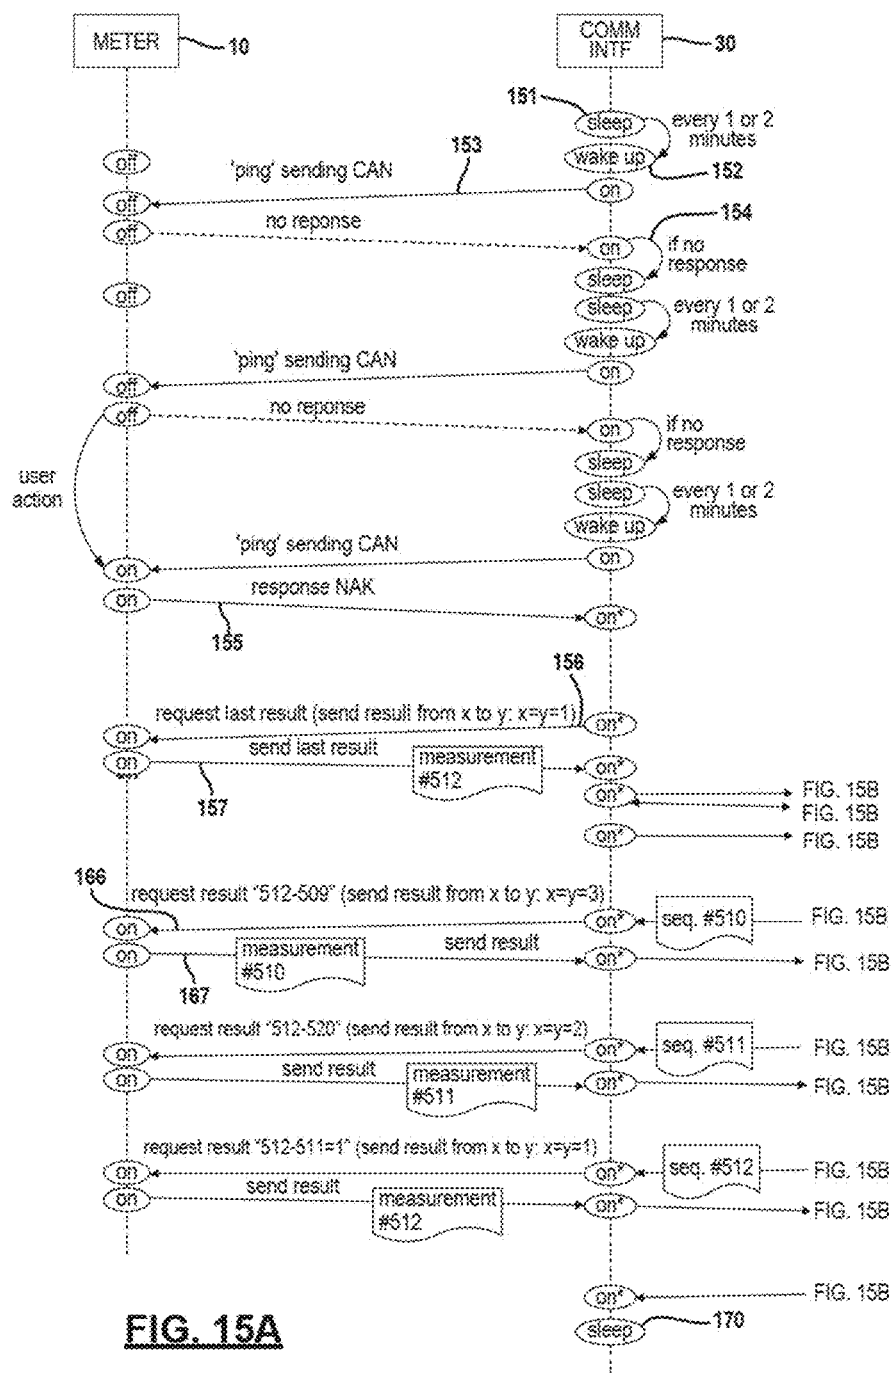 METER
10
COMM
INTF
30
151
sleep
every 1 or 2
minutes
off
wake up
152
153
'ping' sending CAN
off
on
off
no reponse
154
on
if no
response
sleep
off
sleep
every 1 or 2
minutes
wake up
'ping' sending CAN
on
off
off
no reponse
on
if no
response
sleep
user
action
sleep
every 1 or 2
minutes
wake up
'ping' sending CAN
on
on
on
response NAK
on*
155
156
request last result (send result from x to y: x=y=1)
on*
on
send last result
on
measurement
#512
on*
157
on*
FIG. 15B
FIG. 15B
on*
FIG. 15B
166
request result "512-509" (send result from x to y: x=y=3)
on
on*
seq. #510
FIG. 15B
on
measurement
#510
send result
on*
FIG. 15B
167
request result "512-520" (send result from x to y: x=y=2)
on
on*
seq. #511
FIG. 15B
on
send result
measurement
#511
on*
FIG. 15B
request result "512-511=1" (send result from x to y: x=y=1)
on
on*
seq. #512
FIG. 15B
on
send result
measurement
#512
on*
FIG. 15B
on*
FIG. 15B
sleep
170
FIG. 15A